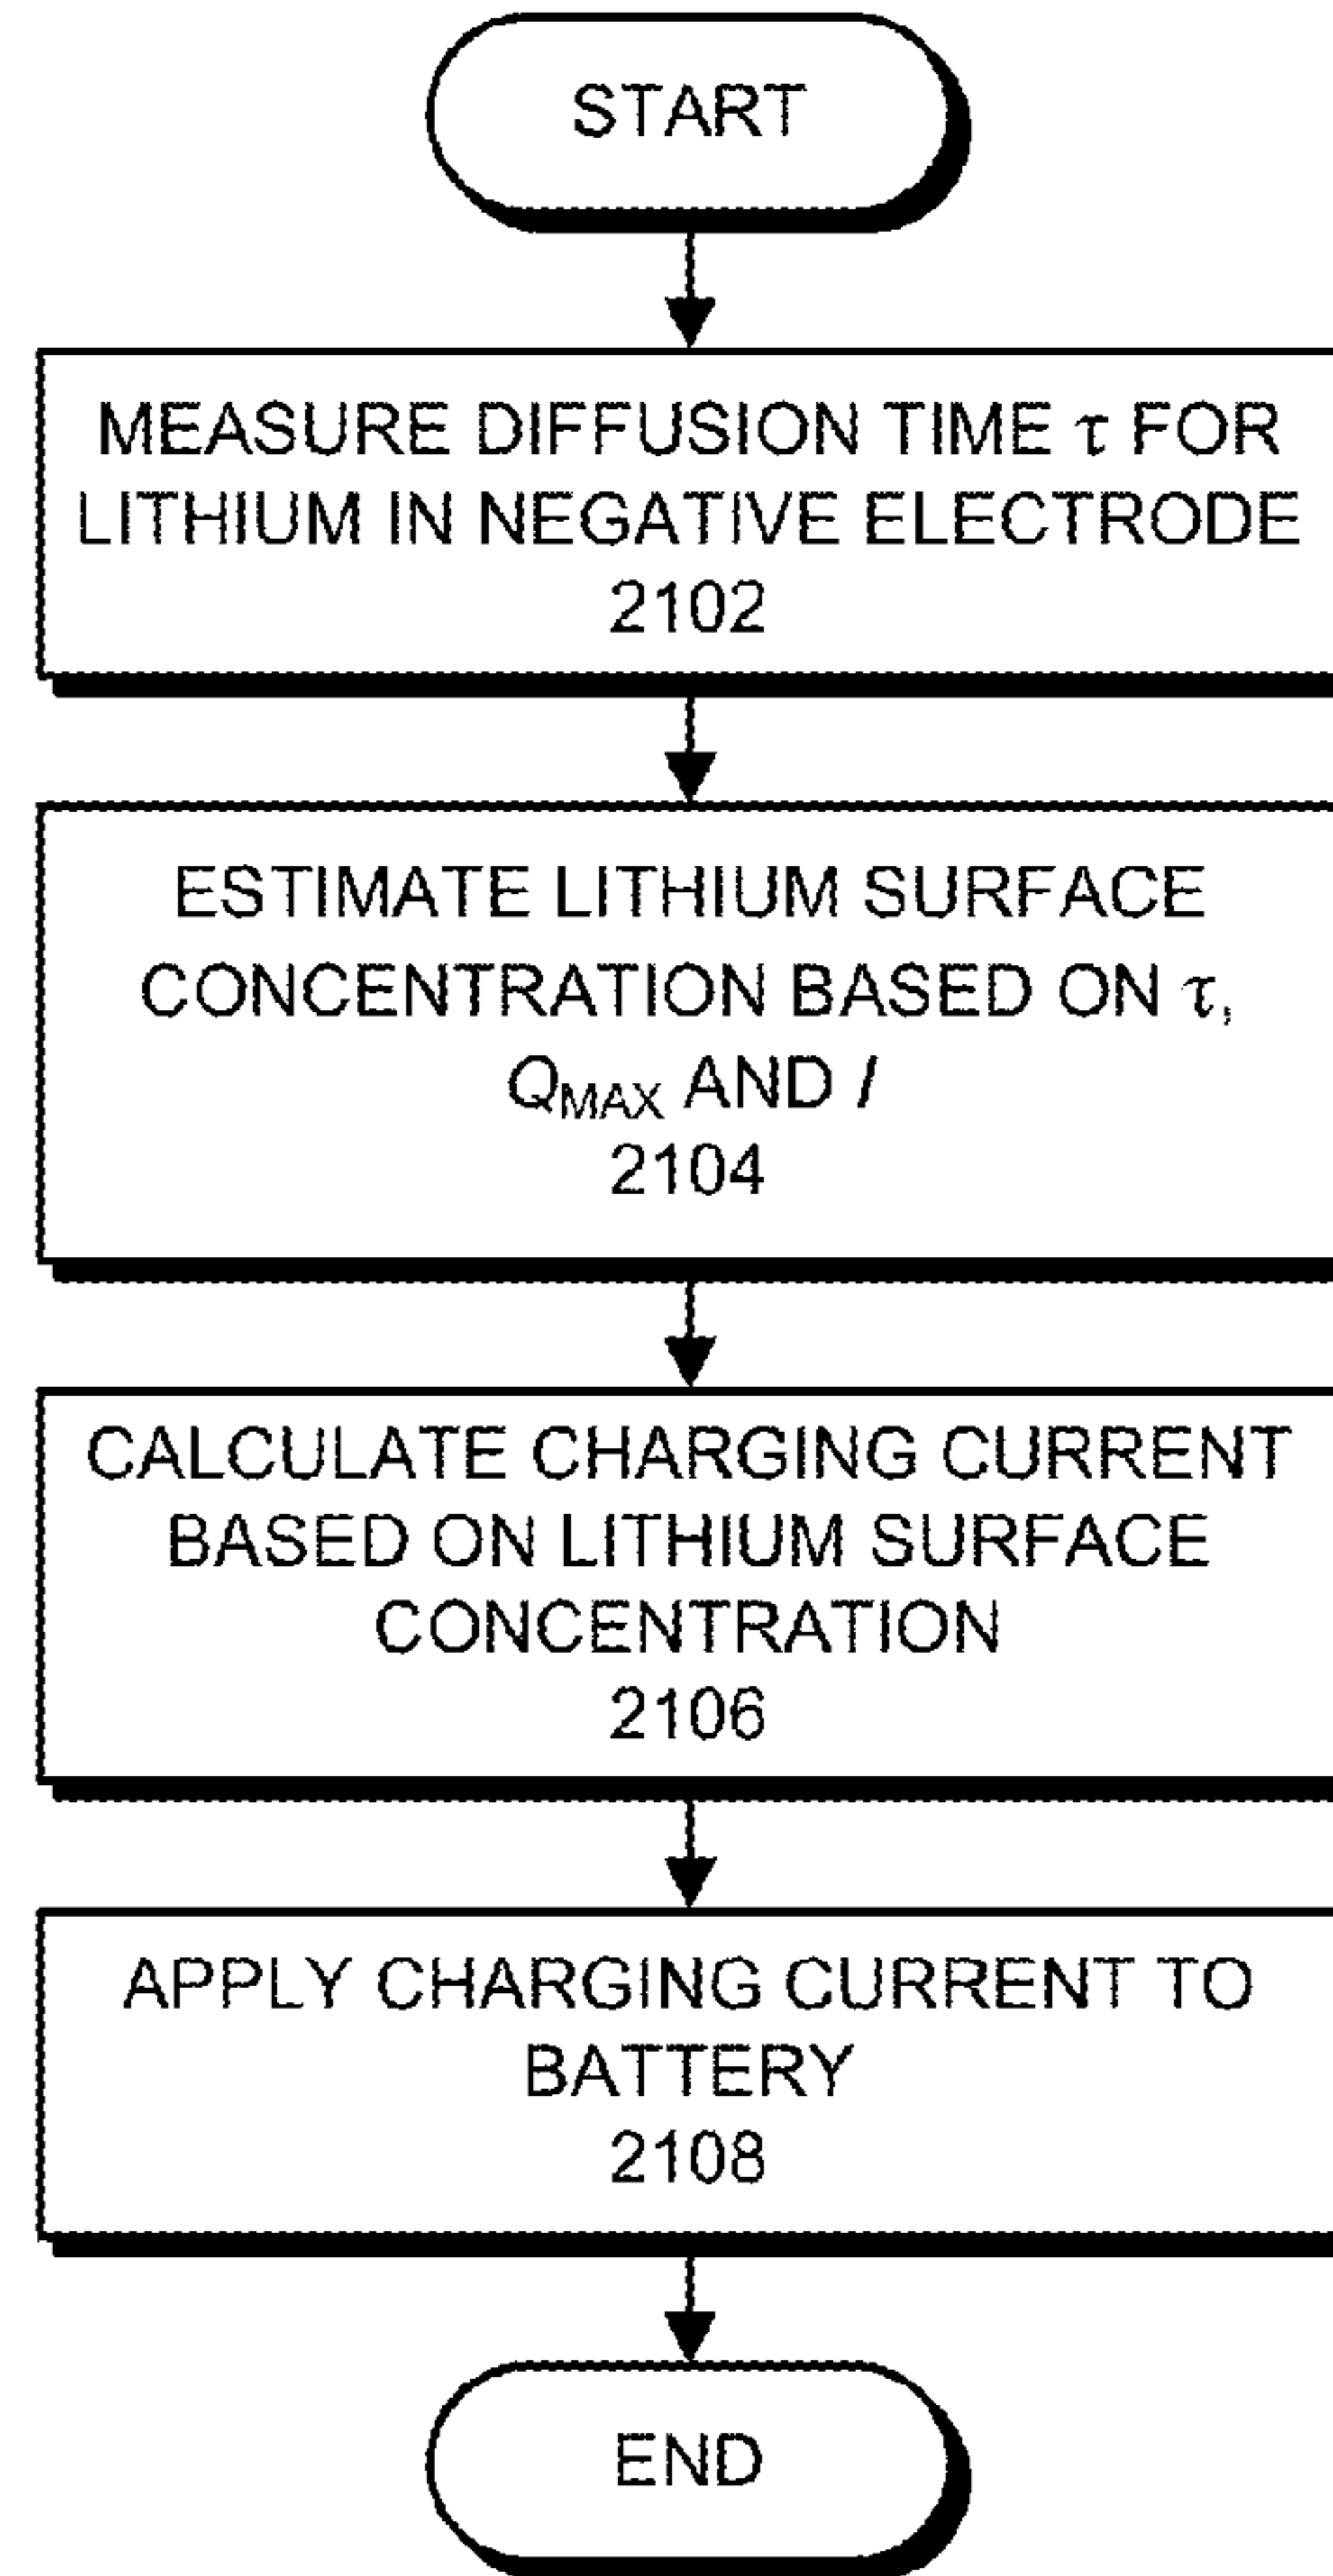 START
MEASURE DIFFUSION TIME τ FOR
LITHIUM IN NEGATIVE ELECTRODE
2102
ESTIMATE LITHIUM SURFACE
CONCENTRATION BASED ON τ,
Q_MAX AND I
2104
CALCULATE CHARGING CURRENT
BASED ON LITHIUM SURFACE
CONCENTRATION
2106
APPLY CHARGING CURRENT TO
BATTERY
2108
END